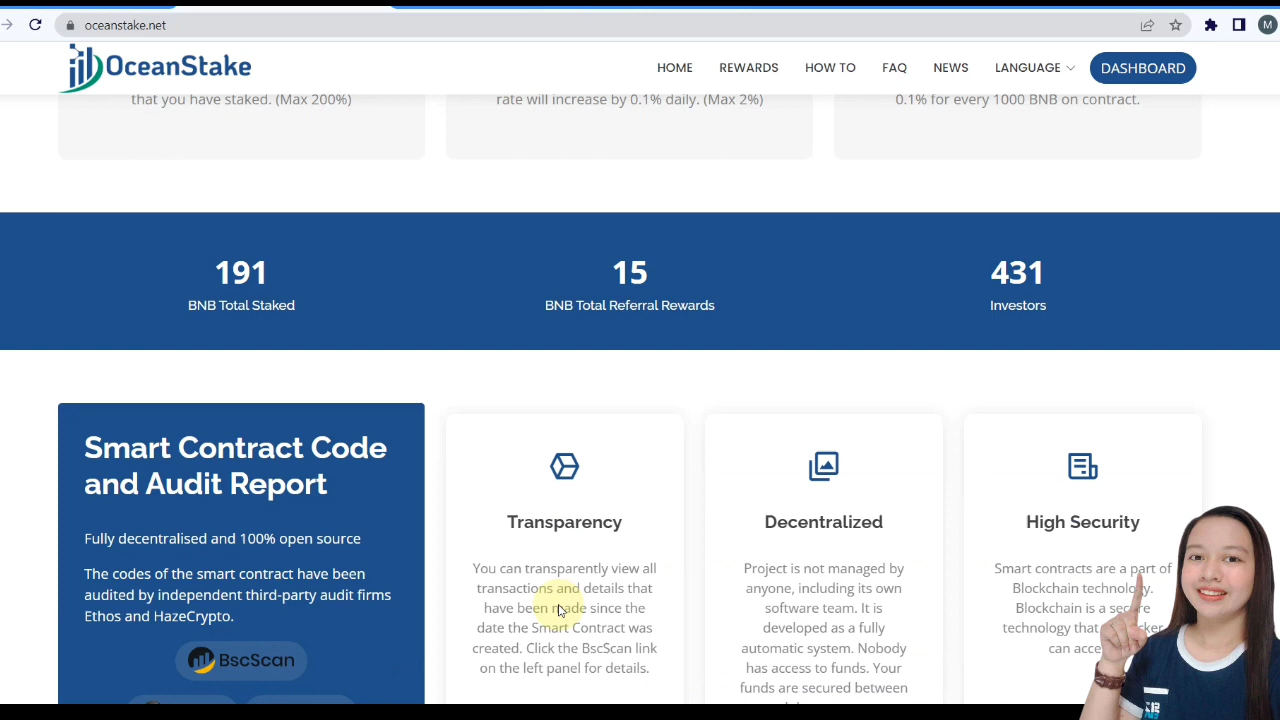 oceanstake.net
M
OceanStake
HOME
REWARDS
HOW TO
FAQ
NEWS
LANGUAGE
DASHBOARD
that you have staked. (Max 200%)
rate will increase by 0.1% daily. (Max 2%)
0.1% for every 1000 BNB on contract.
191
BNB Total Staked
15
BNB Total Referral Rewards
431
Investors
Smart Contract Code
and Audit Report
Fully decentralised and 100% open source
The codes of the smart contract have been
audited by independent third-party audit firms
Ethos and HazeCrypto.
BscScan
Transparency
You can transparently view all
transactions and details that
have been made since the
date the Smart Contract was
created. Click the BscScan link
on the left panel for details.
Decentralized
Project is not managed by
anyone, including its own
software team. It is
developed as a fully
automatic system. Nobody
has access to funds. Your
funds are secured between
High Security
Smart contracts are a part of
Blockchain technology.
Blockchain is a secure
technology that
can